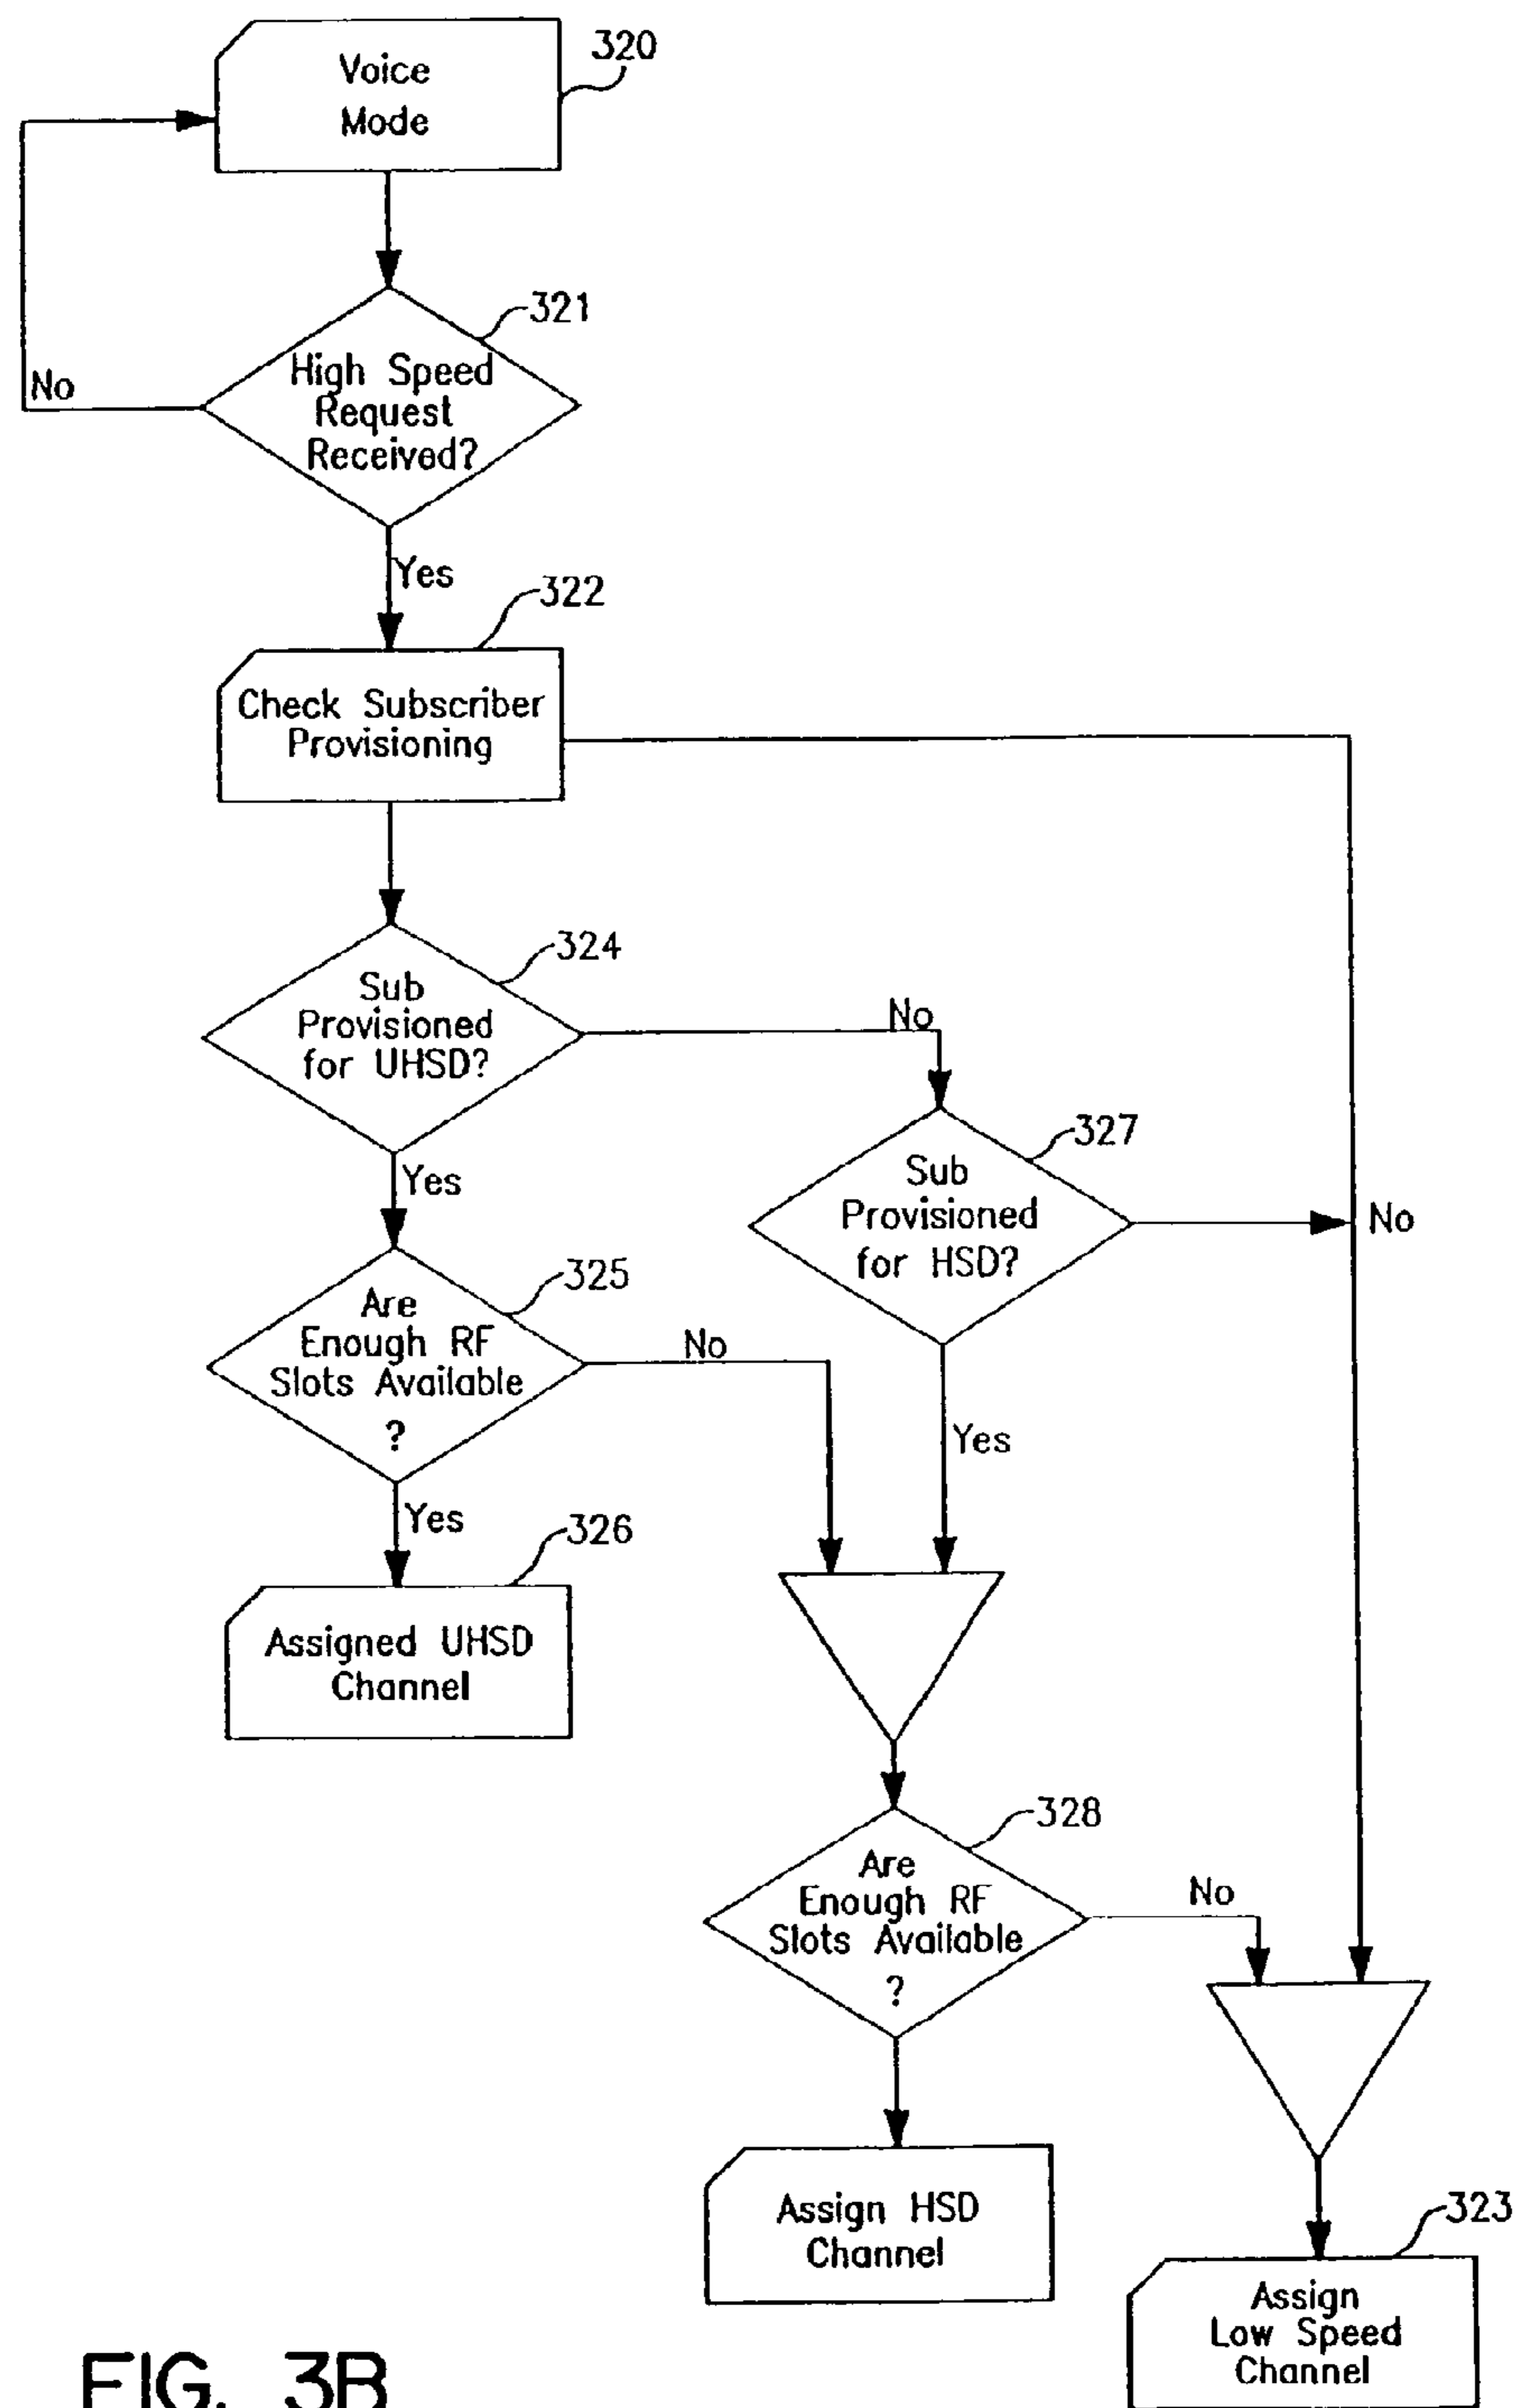 Voice
Mode
320
High Speed
Request
Received?
321
No
Yes
Check Subscriber
Provisioning
322
Sub
Provisioned
for UHSD?
324
No
Yes
Sub
Provisioned
for HSD?
327
No
Are
Enough RF
Slots Available
?
325
No
Yes
Yes
Assigned UHSD
Channel
326
Are
Enough RF
Slots Available
?
328
No
Assign HSD
Channel
Assign
Low Speed
Channel
323
FIG. 3B